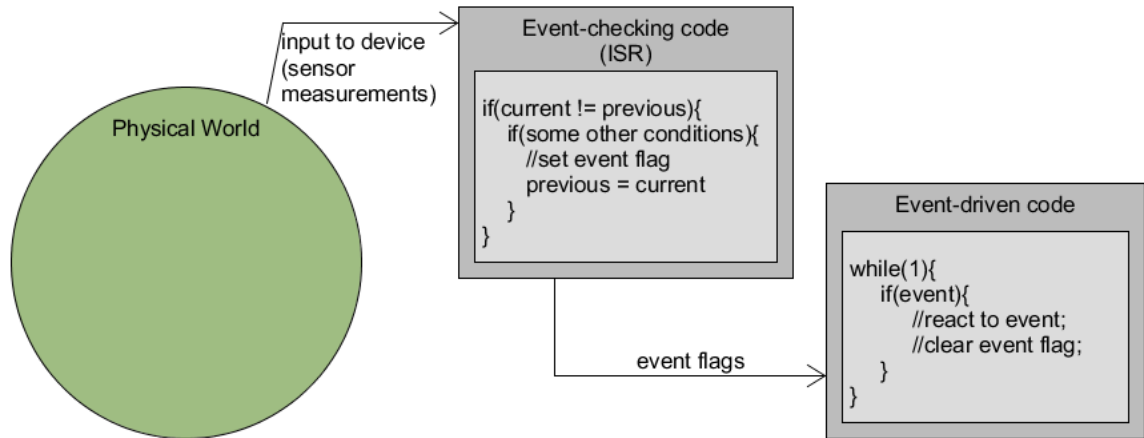 input to device
(sensor
measurements)
Physical World
Event-checking code
(ISR)
if(current != previous){
if(some other conditions){
//set event flag
previous = current
}
}
event flags
Event-driven code
while(1){
if(event){
//react to event;
//clear event flag;
}
}